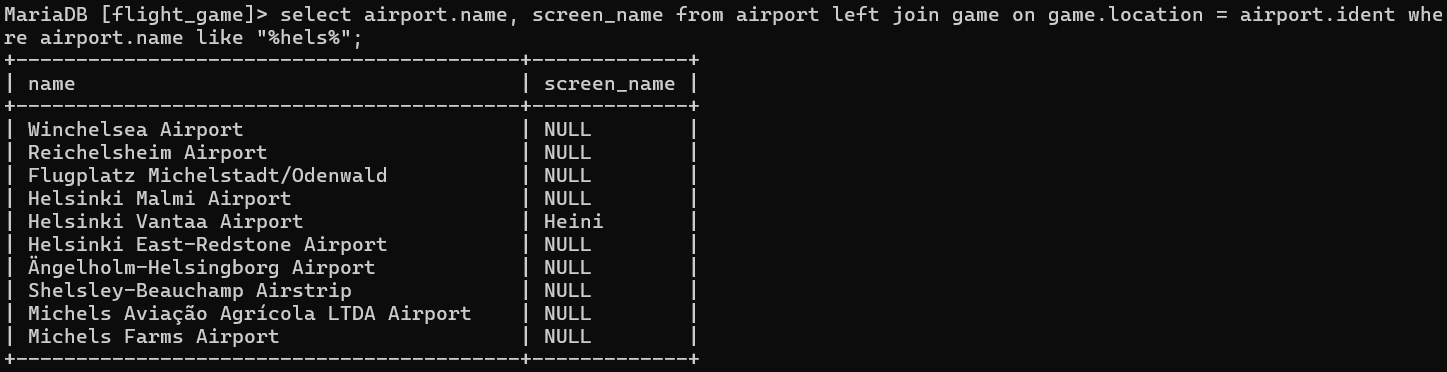 MariaDB [flight_game]> select airport.name, screen_name from airport left join game on game.location = airport.ident whe
re airport.name like "%hels%";
+------------------------------------------+-------------+
| name                                     | screen_name |
+------------------------------------------+-------------+
| Winchelsea Airport                       | NULL        |
| Reichelsheim Airport                     | NULL        |
| Flugplatz Michelstadt/Odenwald           | NULL        |
| Helsinki Malmi Airport                   | NULL        |
| Helsinki Vantaa Airport                  | Heini       |
| Helsinki East-Redstone Airport           | NULL        |
| Ängelholm-Helsingborg Airport            | NULL        |
| Shelsley-Beauchamp Airstrip              | NULL        |
| Michels Aviação Agrícola LTDA Airport    | NULL        |
| Michels Farms Airport                    | NULL        |
+------------------------------------------+-------------+